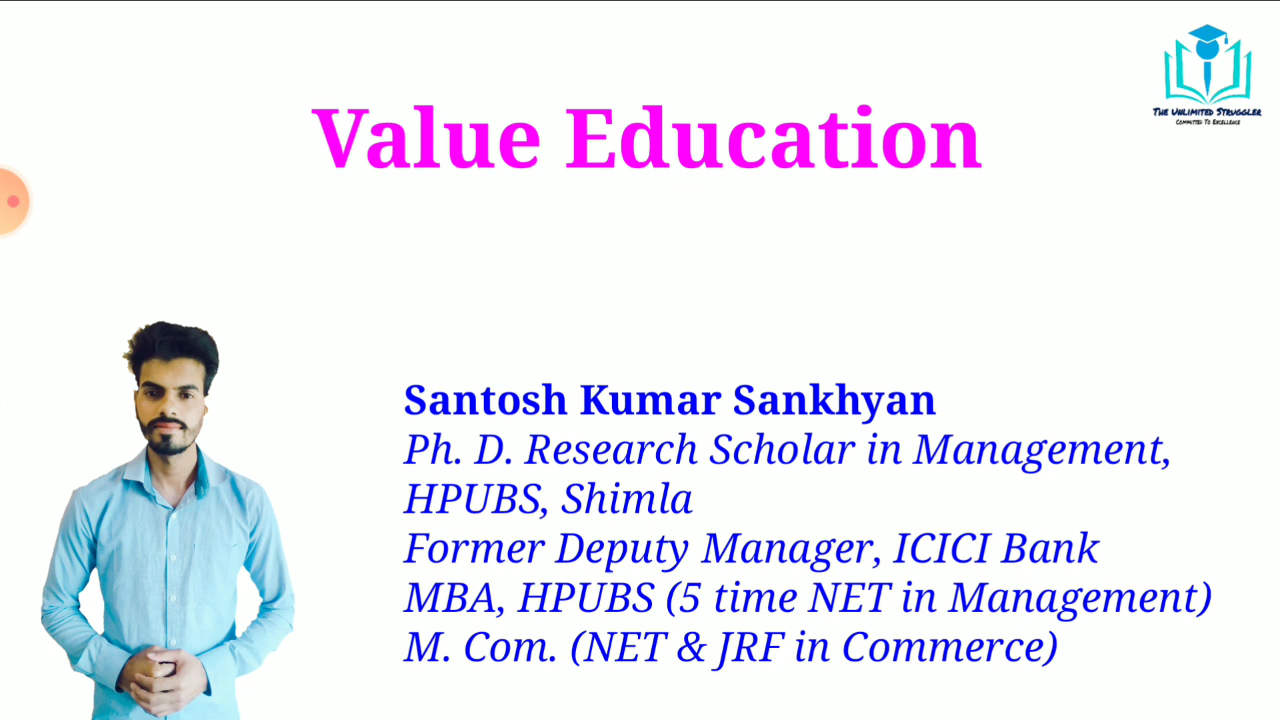 Value Education
THE UNLIMITED STRUGGLER
COMMITTED TO EXCELLENCE
Santosh Kumar Sankhyan
Ph. D. Research Scholar in Management,
HPUBS, Shimla
Former Deputy Manager, ICICI Bank
MBA, HPUBS (5 time NET in Management)
M. Com. (NET & JRF in Commerce)